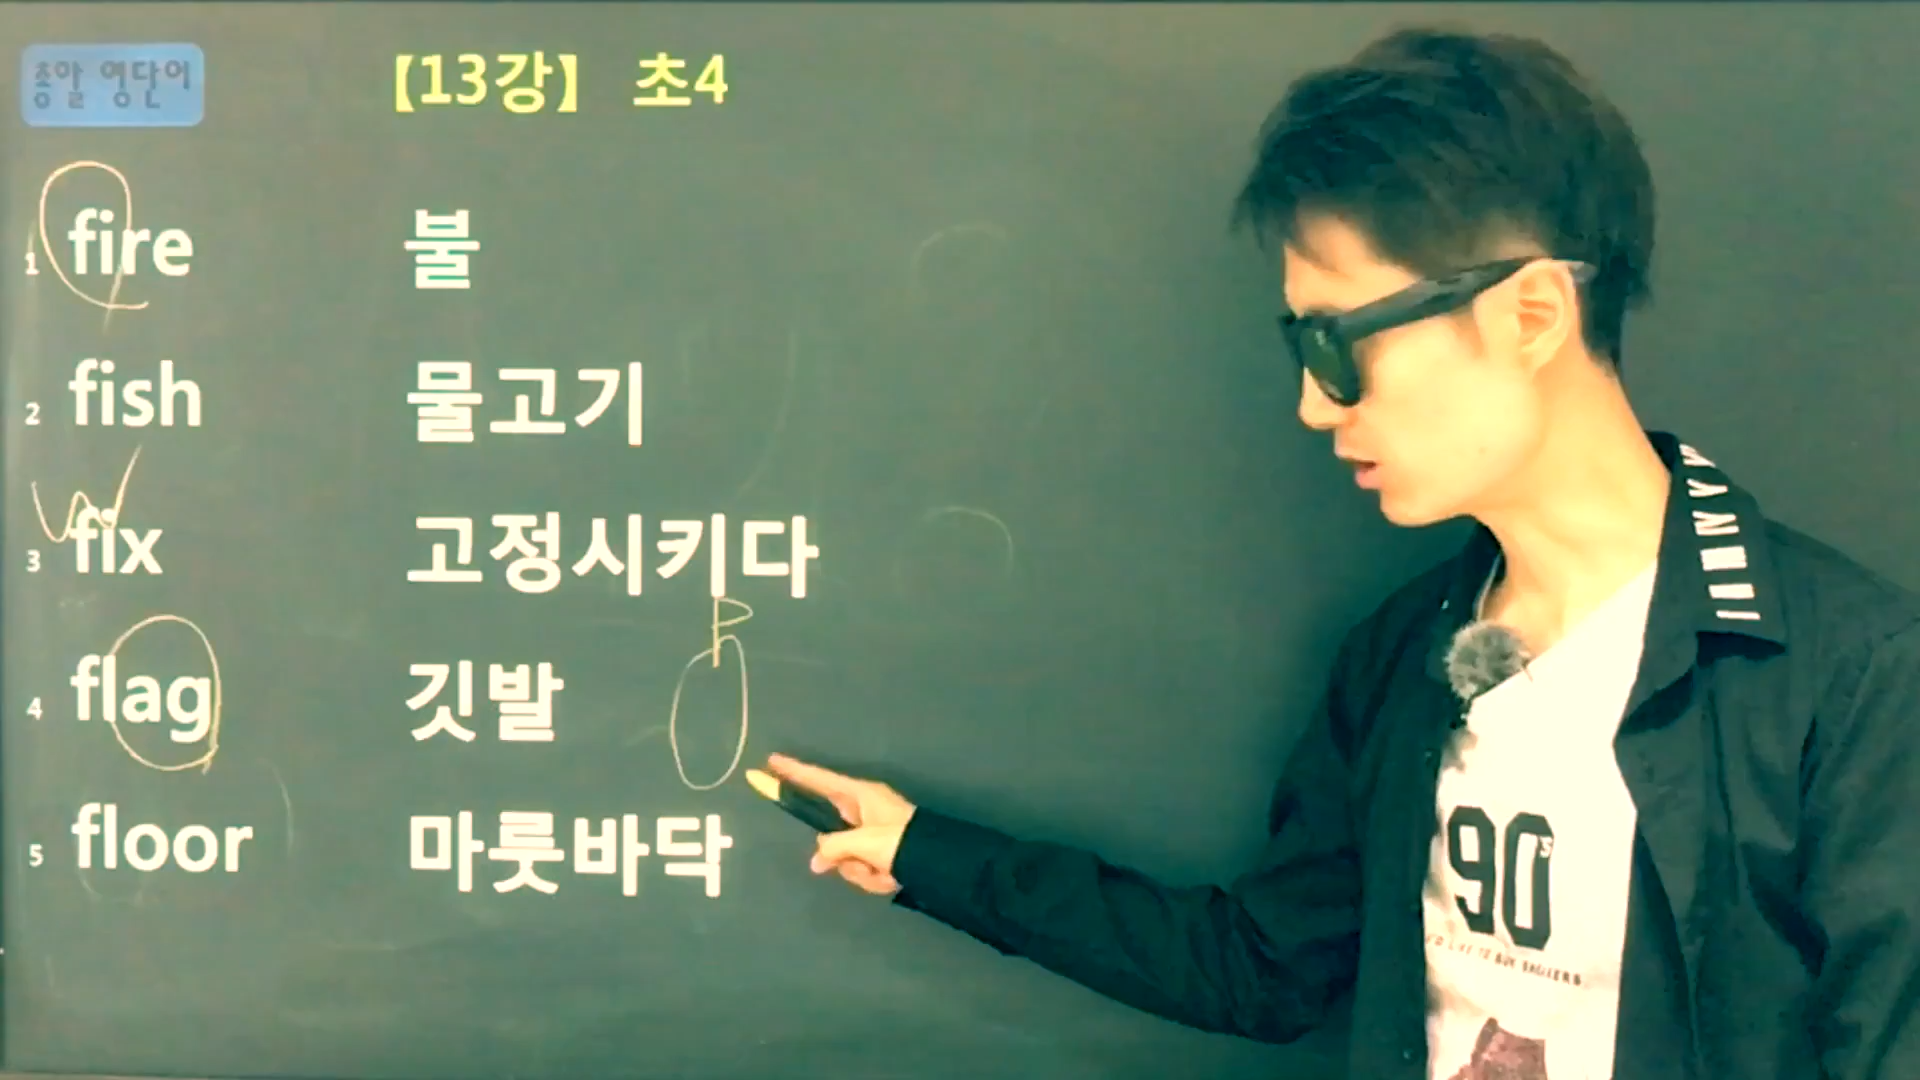 총알 영단어
【13강】 초4
1 fire 불
2 fish 물고기
3 fix 고정시키다
4 flag 깃발
5 floor 마룻바닥
90's